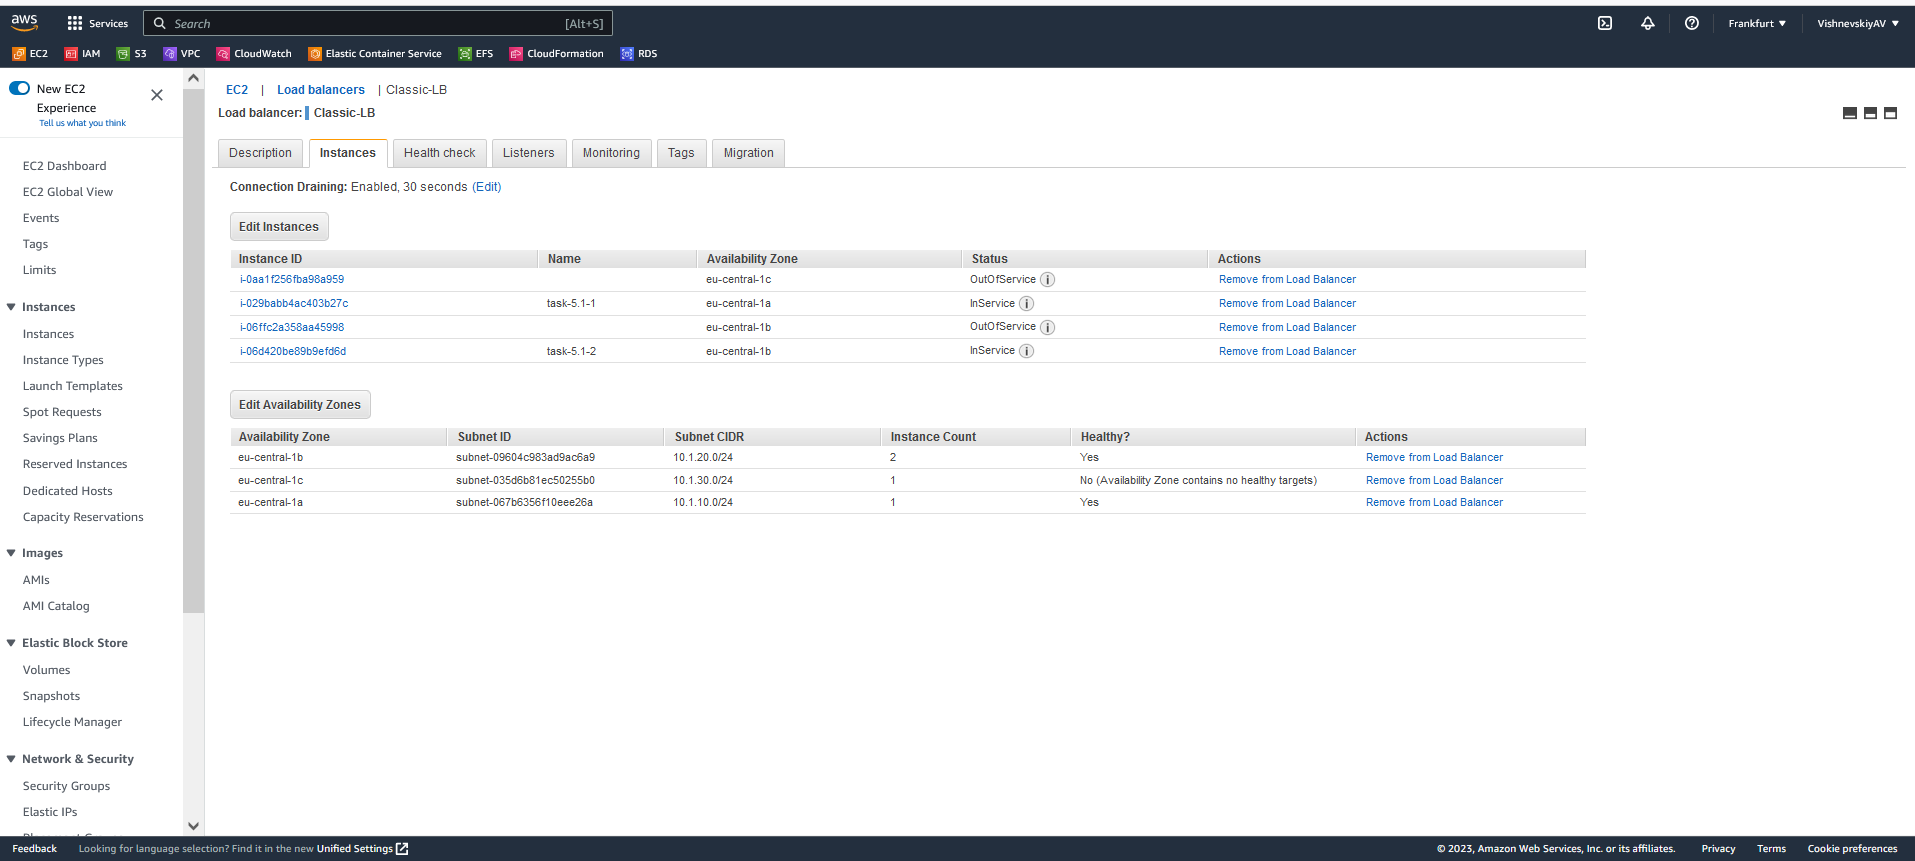 aws Services Search [Alt+S] Frankfurt VishnevskiyAV
EC2 IAM S3 VPC CloudWatch Elastic Container Service EFS CloudFormation RDS
New EC2 Experience
Tell us what you think
EC2 Dashboard
EC2 Global View
Events
Tags
Limits
Instances
Instances
Instance Types
Launch Templates
Spot Requests
Savings Plans
Reserved Instances
Dedicated Hosts
Capacity Reservations
Images
AMIs
AMI Catalog
Elastic Block Store
Volumes
Snapshots
Lifecycle Manager
Network & Security
Security Groups
Elastic IPs
EC2 | Load balancers | Classic-LB
Load balancer: Classic-LB
Description Instances Health check Listeners Monitoring Tags Migration
Connection Draining: Enabled, 30 seconds (Edit)
Edit Instances
Instance ID Name Availability Zone Status Actions
i-0aa1f256fba98a959 eu-central-1c OutOfService Remove from Load Balancer
i-029babb4ac403b27c task-5.1-1 eu-central-1a InService Remove from Load Balancer
i-06ffc2a358aa45998 eu-central-1b OutOfService Remove from Load Balancer
i-06d420be89b9efd6d task-5.1-2 eu-central-1b InService Remove from Load Balancer
Edit Availability Zones
Availability Zone Subnet ID Subnet CIDR Instance Count Healthy? Actions
eu-central-1b subnet-09604c983ad9ac6a9 10.1.20.0/24 2 Yes Remove from Load Balancer
eu-central-1c subnet-035d6b81ec50255b0 10.1.30.0/24 1 No (Availability Zone contains no healthy targets) Remove from Load Balancer
eu-central-1a subnet-067b6356f10eee26a 10.1.10.0/24 1 Yes Remove from Load Balancer
Feedback Looking for language selection? Find it in the new Unified Settings © 2023, Amazon Web Services, Inc. or its affiliates. Privacy Terms Cookie preferences